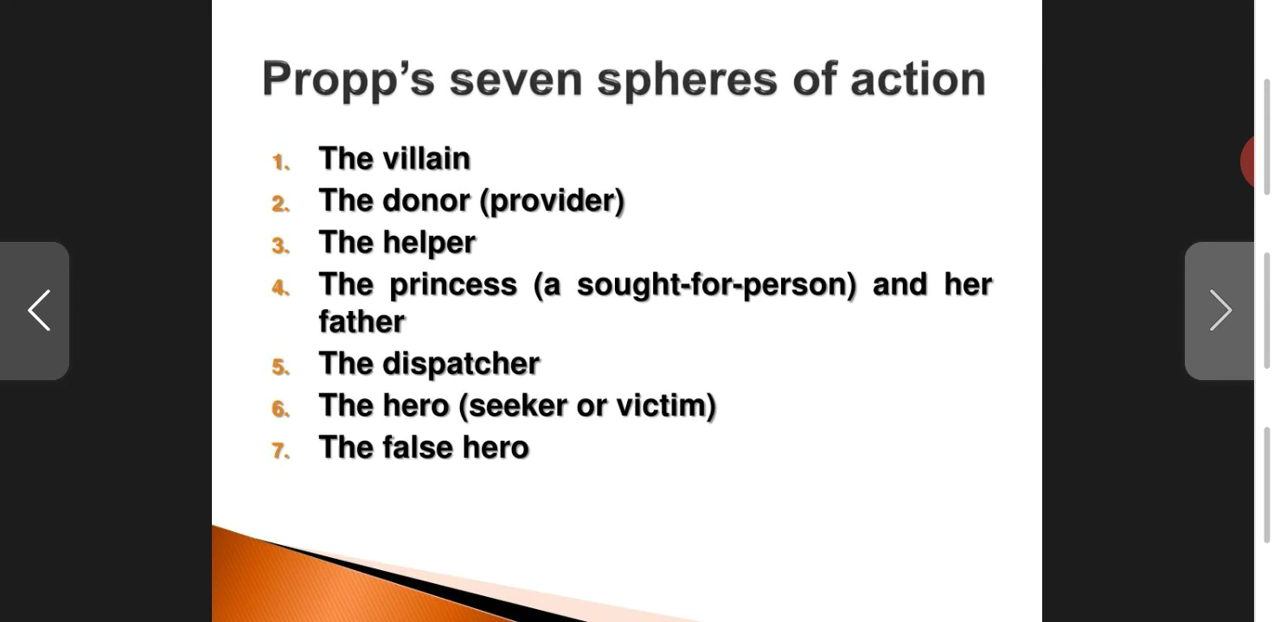 Propp’s seven spheres of action
1. The villain
2. The donor (provider)
3. The helper
4. The princess (a sought-for-person) and her
father
5. The dispatcher
6. The hero (seeker or victim)
7. The false hero